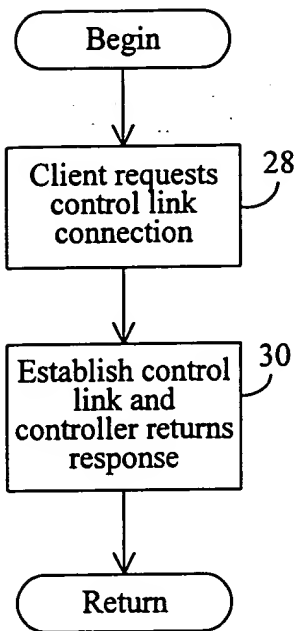 Begin
Client requests
control link
connection
28
Establish control
link and
controller returns
response
30
Return